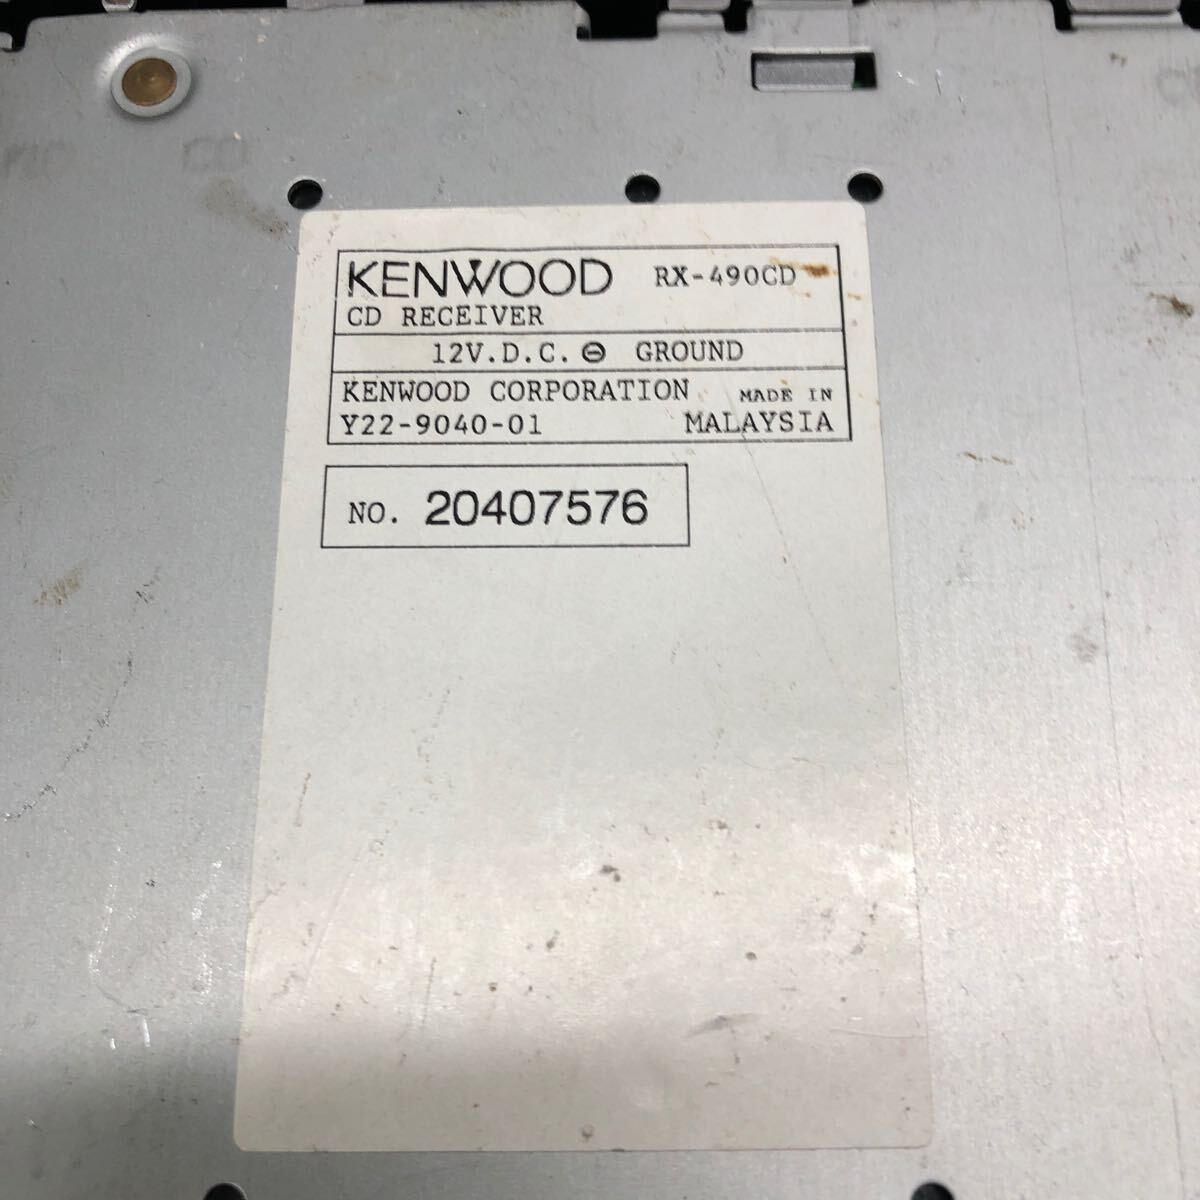 KENWOOD RX-490CD
CD RECEIVER
12V.D.C. ⊖ GROUND
KENWOOD CORPORATION MADE IN
Y22-9040-01 MALAYSIA
NO. 20407576